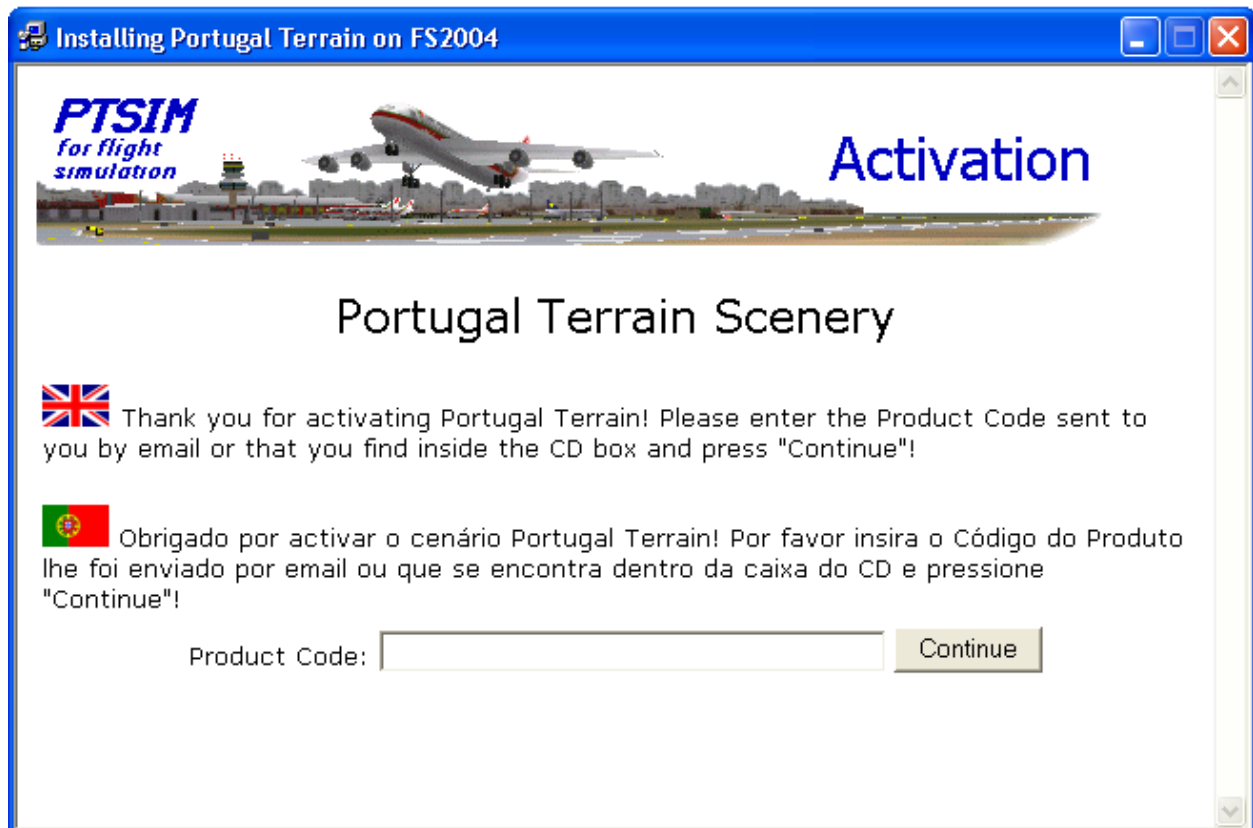 Installing Portugal Terrain on FS2004
PTSIM
for flight
simulation
Activation
Portugal Terrain Scenery
Thank you for activating Portugal Terrain! Please enter the Product Code sent to
you by email or that you find inside the CD box and press "Continue"!
Obrigado por activar o cenário Portugal Terrain! Por favor insira o Código do Produto
lhe foi enviado por email ou que se encontra dentro da caixa do CD e pressione
"Continue"!
Product Code: Continue